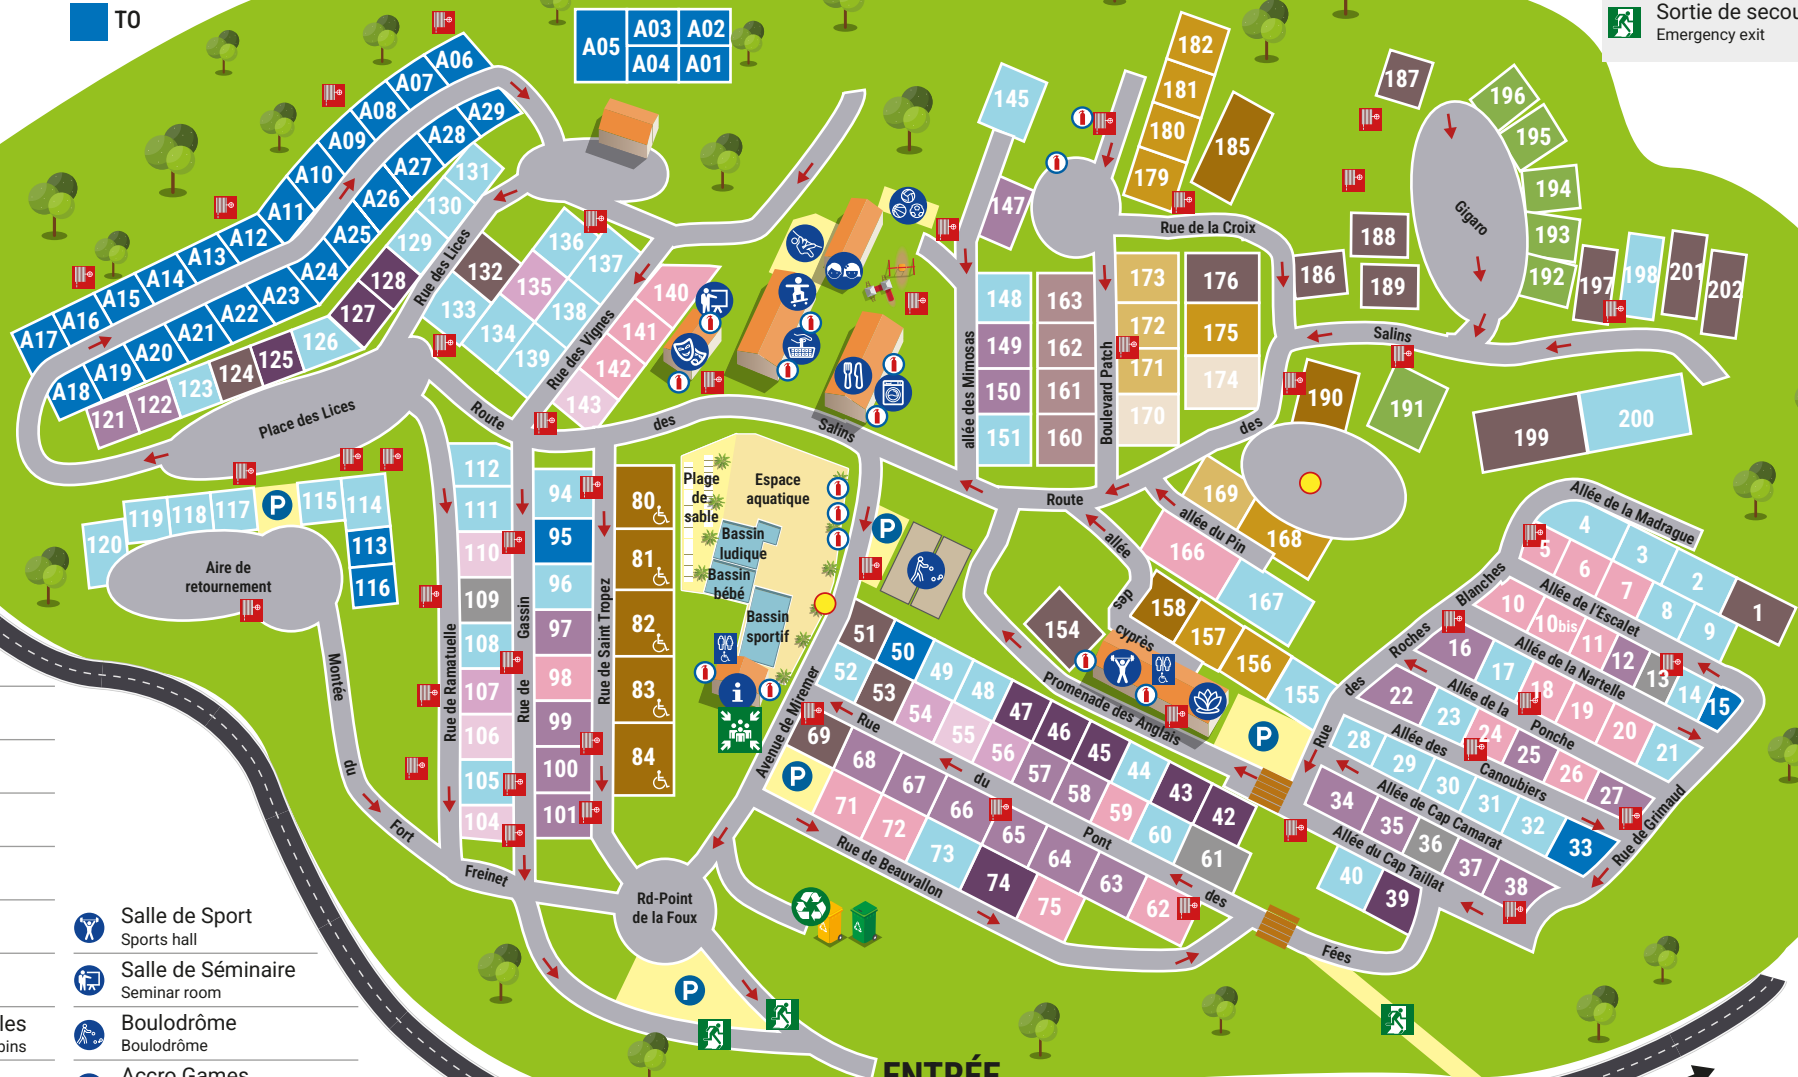 TO
A05
A03
A02
A04
A01
Sortie de secou
Emergency exit
A06
A07
A08
A09
A10
A11
A12
A13
A14
A15
A16
A17
A29
A28
A27
A26
A25
A24
A23
A22
A21
A20
A19
A18
131
130
129
128
127
126
125
124
123
122
121
Rue des Lices
Place des Lices
132
133
134
135
136
137
138
139
Rue des Vignes
140
141
142
143
145
147
182
181
180
179
185
187
196
195
194
193
192
Gigaro
188
189
186
197
198
201
202
Rue de la Croix
148
149
150
151
allée des Mimosas
163
162
161
160
Boulevard Patch
173
172
171
170
176
175
174
Salins
190
191
199
200
Route
des
Salins
Route
des
112
111
110
109
108
107
106
105
104
Rue de Ramatuelle
Rue de
Gassin
94
95
96
97
98
99
100
101
Rue de Saint Tropez
80
81
82
83
84
Plage
de
sable
Espace
aquatique
Bassin
ludique
Bassin
bébé
Bassin
sportif
P
120
119
118
117
P
115
114
113
116
Aire de
retournement
Montée
du
Fort
Freinet
169
168
allée du Pin
166
167
allée
des
cyprès
154
158
157
156
155
P
Promenade des Anglais
51
50
49
48
47
46
45
44
43
42
52
53
54
55
56
57
58
59
60
61
Avenue de Miremer
Rue
du
Pont
des
Fées
69
68
67
66
65
64
63
62
P
71
72
73
74
75
Rue de Beauvallon
Rd-Point
de la Foux
P
i
Allée de la Madrague
4
3
2
1
5
6
7
8
9
Allée de l'Escalet
10
10bis
11
12
13
14
15
Allée de la Nartelle
16
17
18
19
20
21
Allée de la
Ponche
22
23
24
25
26
27
Allée des
Canoubiers
28
29
30
31
32
33
Allée de Cap Camarat
34
35
36
37
38
Allée du Cap Taillat
40
39
Rue
des
Roches
Blanches
Rue de Grimaud
Salle de Sport
Sports hall
Salle de Séminaire
Seminar room
Boulodrôme
Boulodrôme
Accro Games
les
bins
ENTRÉE